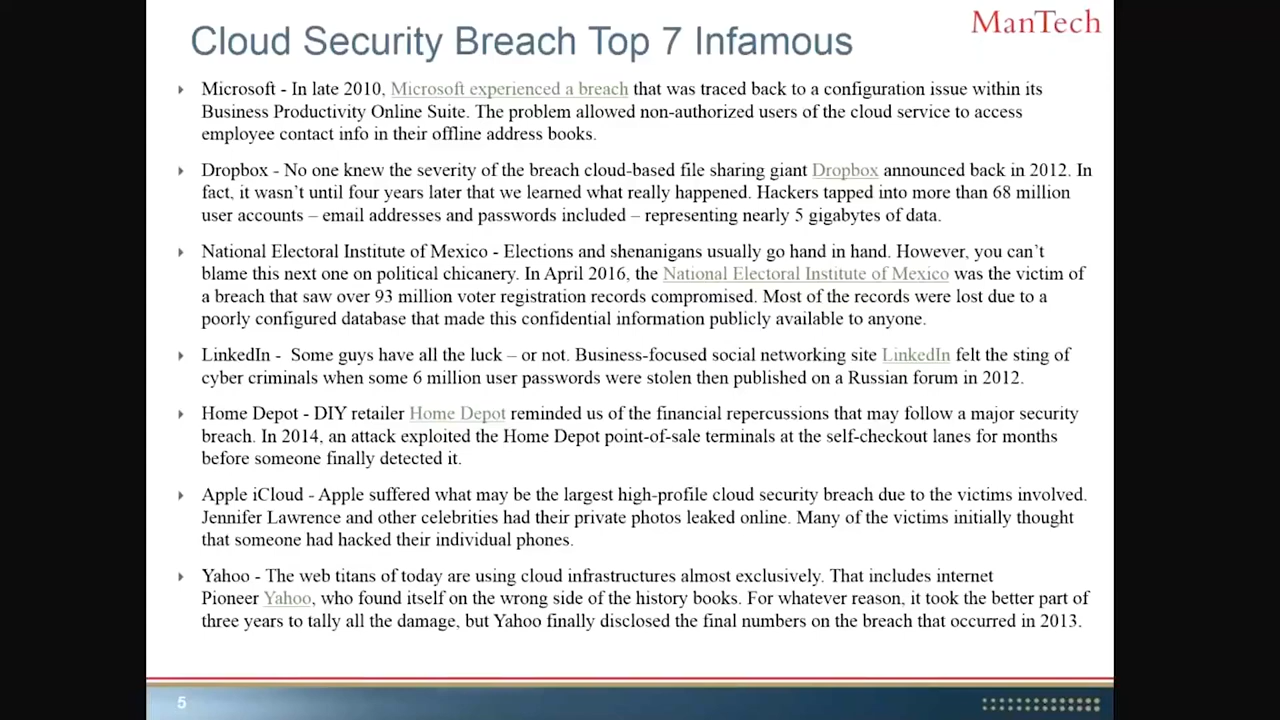 Cloud Security Breach Top 7 Infamous
ManTech
Microsoft - In late 2010, Microsoft experienced a breach that was traced back to a configuration issue within its
Business Productivity Online Suite. The problem allowed non-authorized users of the cloud service to access
employee contact info in their offline address books.
Dropbox - No one knew the severity of the breach cloud-based file sharing giant Dropbox announced back in 2012. In
fact, it wasn't until four years later that we learned what really happened. Hackers tapped into more than 68 million
user accounts – email addresses and passwords included – representing nearly 5 gigabytes of data.
National Electoral Institute of Mexico - Elections and shenanigans usually go hand in hand. However, you can't
blame this next one on political chicanery. In April 2016, the National Electoral Institute of Mexico was the victim of
a breach that saw over 93 million voter registration records compromised. Most of the records were lost due to a
poorly configured database that made this confidential information publicly available to anyone.
LinkedIn - Some guys have all the luck – or not. Business-focused social networking site LinkedIn felt the sting of
cyber criminals when some 6 million user passwords were stolen then published on a Russian forum in 2012.
Home Depot - DIY retailer Home Depot reminded us of the financial repercussions that may follow a major security
breach. In 2014, an attack exploited the Home Depot point-of-sale terminals at the self-checkout lanes for months
before someone finally detected it.
Apple iCloud - Apple suffered what may be the largest high-profile cloud security breach due to the victims involved.
Jennifer Lawrence and other celebrities had their private photos leaked online. Many of the victims initially thought
that someone had hacked their individual phones.
Yahoo - The web titans of today are using cloud infrastructures almost exclusively. That includes internet
Pioneer Yahoo, who found itself on the wrong side of the history books. For whatever reason, it took the better part of
three years to tally all the damage, but Yahoo finally disclosed the final numbers on the breach that occurred in 2013.
5